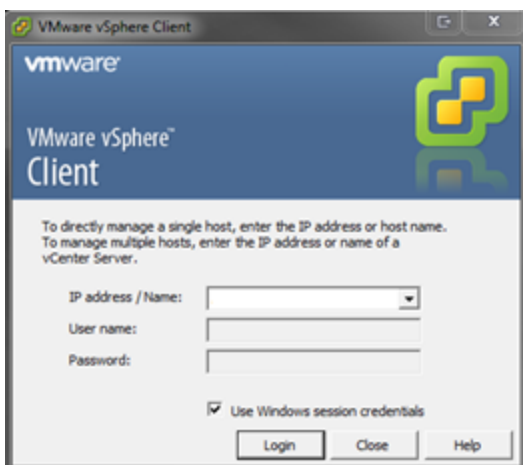 VMware vSphere Client
vmware
VMware vSphere™
Client
To directly manage a single host, enter the IP address or host name.
To manage multiple hosts, enter the IP address or name of a
vCenter Server.
IP address / Name:
User name:
Password:
Use Windows session credentials
Login Close Help